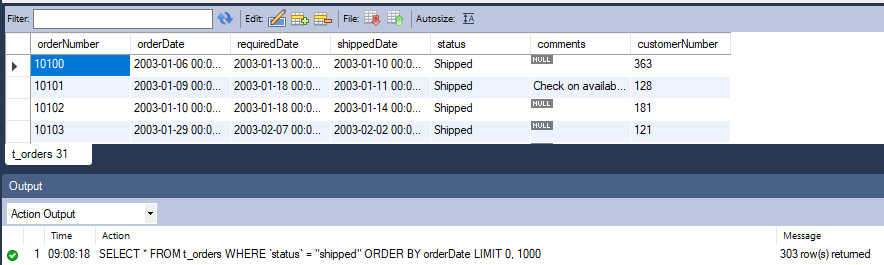 Filter: Edit: File: Autosize:
orderNumber orderDate requiredDate shippedDate status comments customerNumber
10100 2003-01-06 00:0... 2003-01-13 00:0... 2003-01-10 00:0... Shipped NULL 363
10101 2003-01-09 00:0... 2003-01-18 00:0... 2003-01-11 00:0... Shipped Check on availab... 128
10102 2003-01-10 00:0... 2003-01-18 00:0... 2003-01-14 00:0... Shipped NULL 181
10103 2003-01-29 00:0... 2003-02-07 00:0... 2003-02-02 00:0... Shipped NULL 121
t_orders 31
Output
Action Output
Time Action Message
1 09:08:18 SELECT * FROM t_orders WHERE `status` = "shipped" ORDER BY orderDate LIMIT 0, 1000 303 row(s) returned